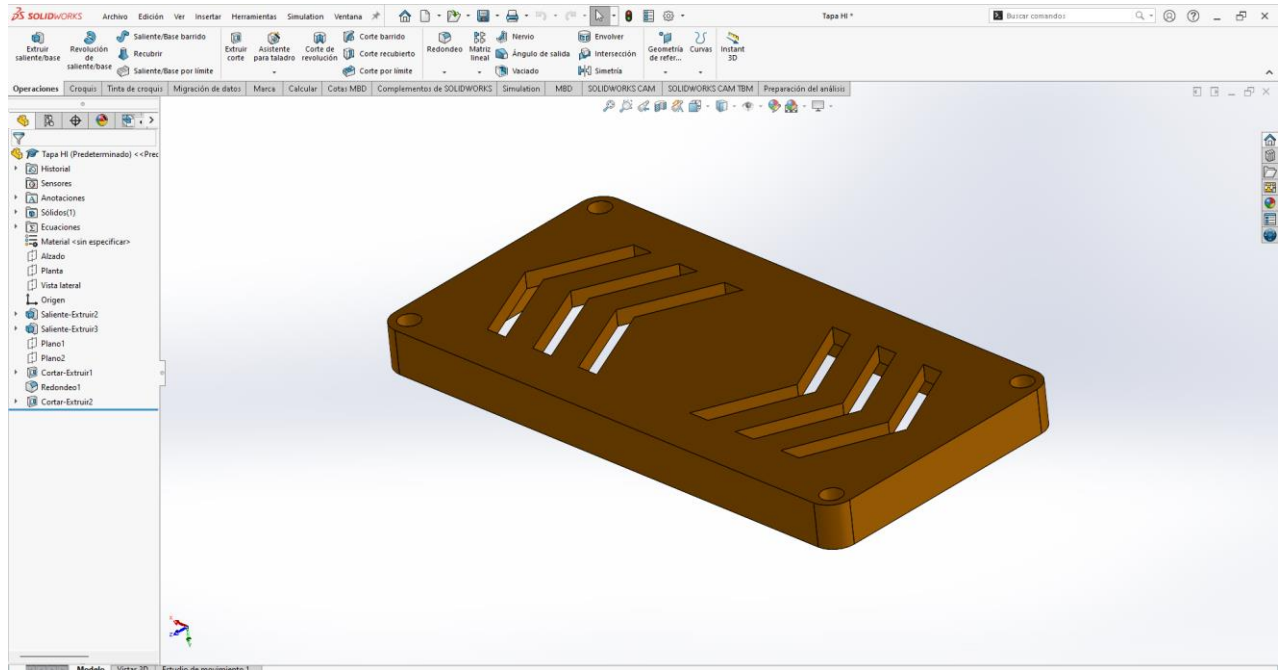 SOLIDWORKS Archivo Edición Ver Insertar Herramientas Simulation Ventana Tapa HI * Buscar comandos
Extruir saliente/base
Revolución de saliente/base
Saliente/Base barrido
Recubrir
Saliente/Base por límite
Extruir corte
Asistente para taladro
Corte de revolución
Corte barrido
Corte recubierto
Corte por límite
Redondeo
Matriz lineal
Nervio
Ángulo de salida
Vaciado
Envolver
Intersección
Simetría
Geometría de refer...
Curvas
Instant 3D
Operaciones Croquis Tinta de croquis Migración de datos Marca Calcular Cotas MBD Complementos de SOLIDWORKS Simulation MBD SOLIDWORKS CAM SOLIDWORKS CAM TBM Preparación del análisis
Tapa HI (Predeterminado) <<Prec
Historial
Sensores
Anotaciones
Sólidos(1)
Ecuaciones
Material <sin especificar>
Alzado
Planta
Vista lateral
Origen
Saliente-Extruir2
Saliente-Extruir3
Plano1
Plano2
Cortar-Extruir1
Redondeo1
Cortar-Extruir2
Modelo Vistas 3D Estudio de movimiento 1